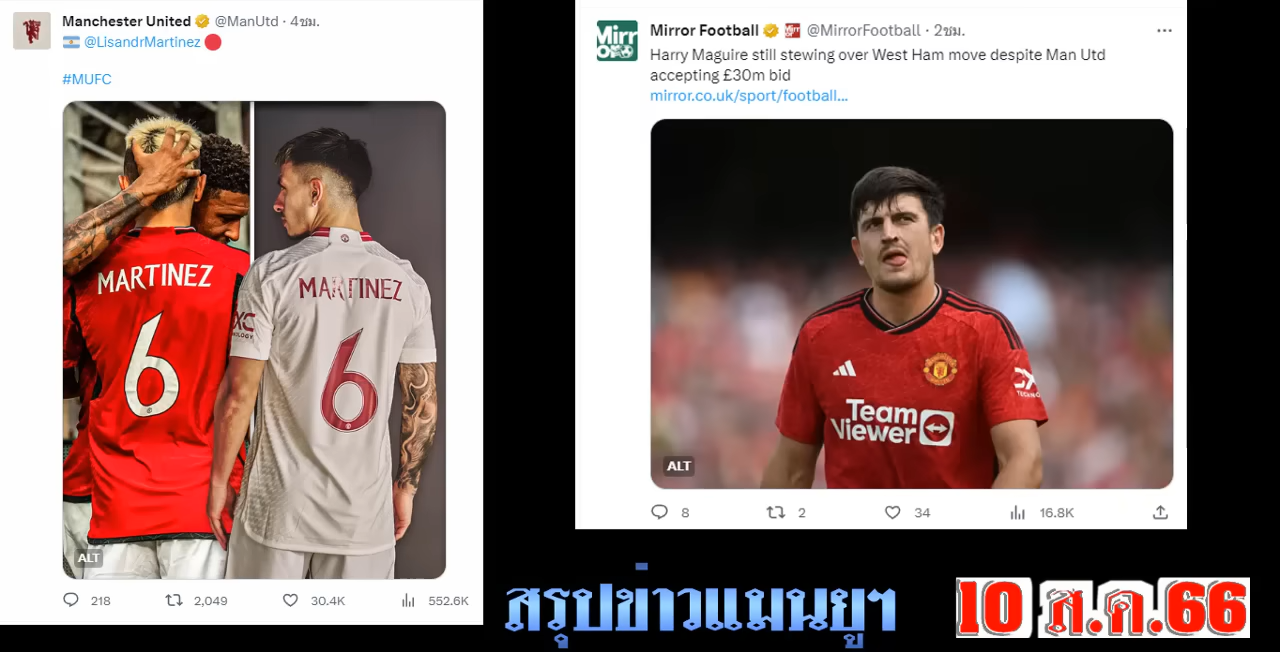 Manchester United @ManUtd · 4ชม.
@LisandrMartinez
#MUFC
MARTINEZ
6
MARTINEZ
6
ALT
218 2,049 30.4K 552.6K
Mirror Football @MirrorFootball · 2ชม.
Harry Maguire still stewing over West Ham move despite Man Utd
accepting £30m bid
mirror.co.uk/sport/football...
Team
Viewer
ALT
8 2 34 16.8K
สรุปข่าวแมนยูฯ
10 ส.ค.66